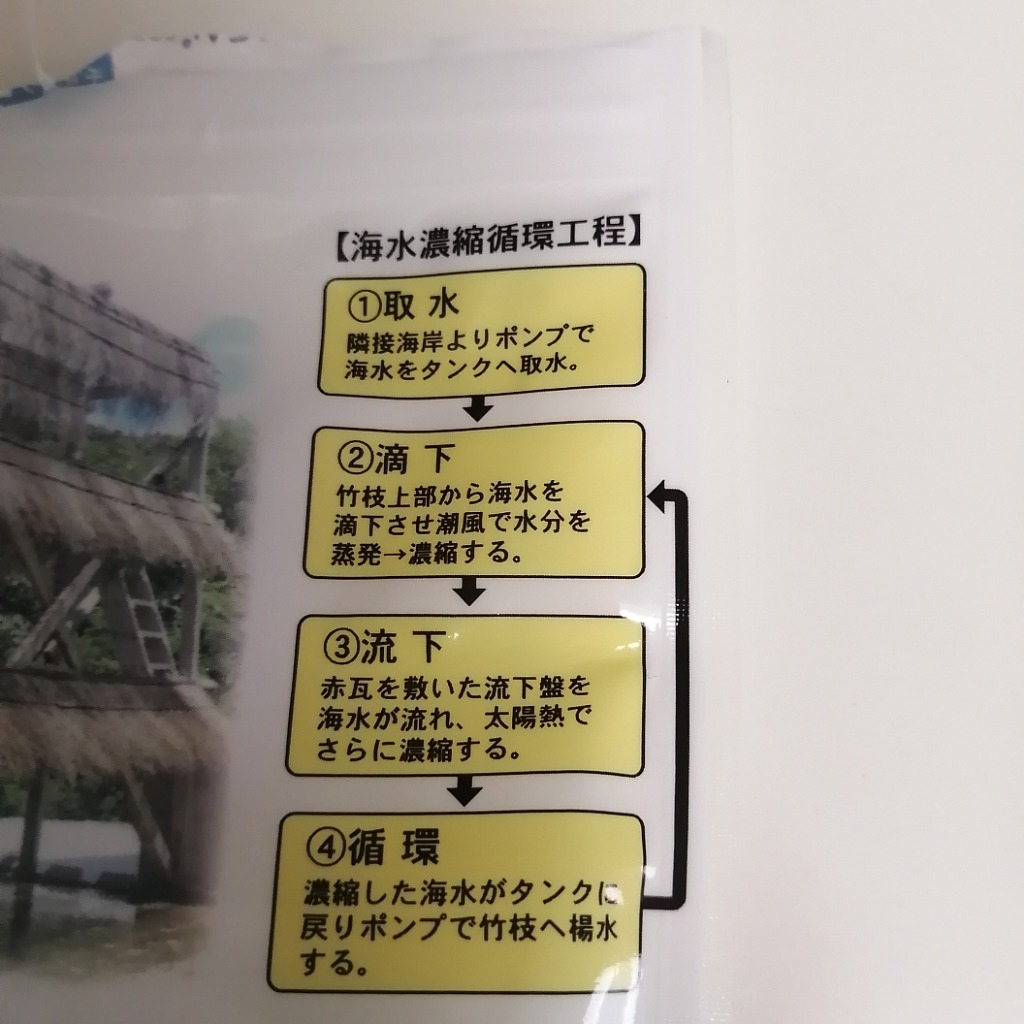 【海水濃縮循環工程】
①取水
隣接海岸よりポンプで
海水をタンクへ取水。
②滴下
竹枝上部から海水を
滴下させ潮風で水分を
蒸発→濃縮する。
③流下
赤瓦を敷いた流下盤を
海水が流れ、太陽熱で
さらに濃縮する。
④循環
濃縮した海水がタンクに
戻りポンプで竹枝へ楊水
する。